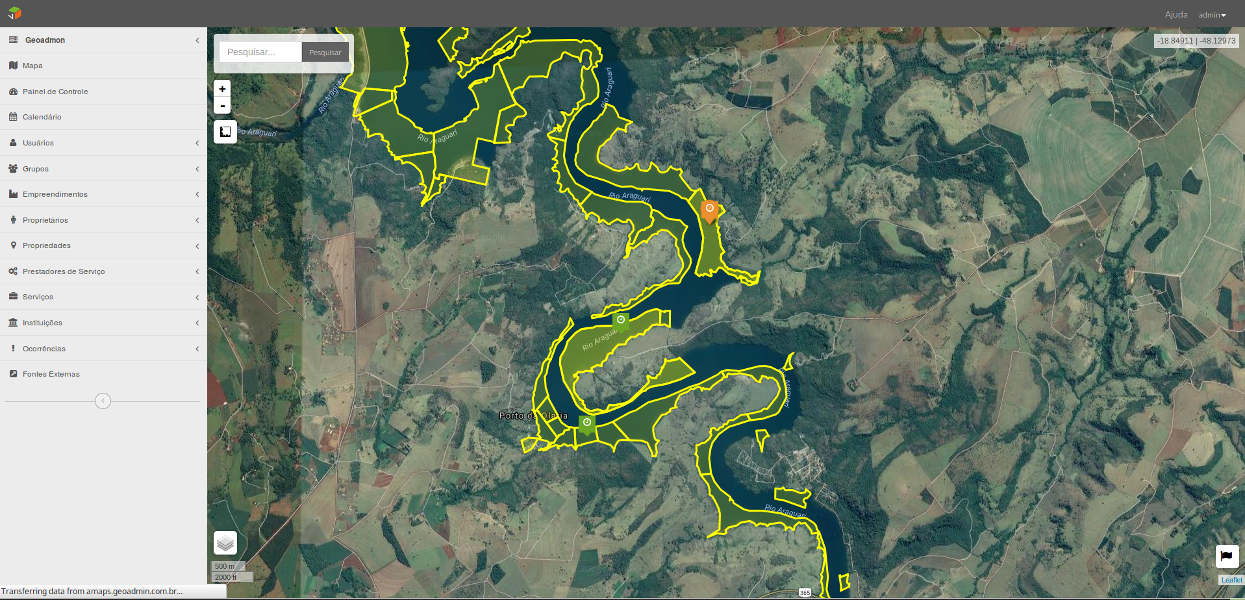 Ajuda admin
Geoadmon
Mapa
Painel de Controle
Calendário
Usuários
Grupos
Empreendimentos
Proprietários
Propriedades
Prestadores de Serviço
Serviços
Instituições
Ocorrências
Fontes Externas
Pesquisar... Pesquisar
+
-
-18.84911 | -48.12973
Rio Araguari
Rio Araguari
Rio Araguari
Rio Araguari
Rio Araguari
Rio Araguari
Rio Araguari
365
500 m
2000 ft
Leaflet
Transferring data from amaps.geoadmin.com.br...